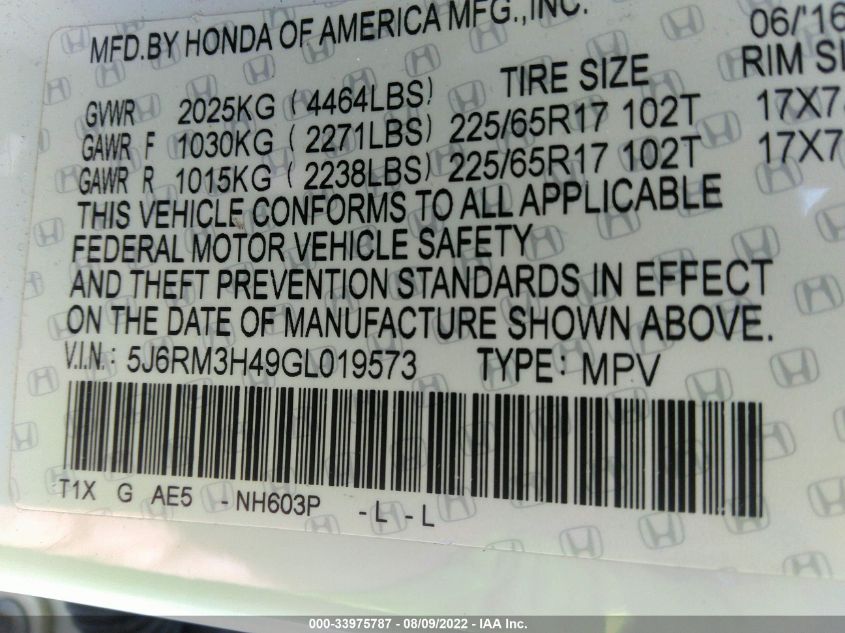 MFD.BY HONDA OF AMERICA MFG.,INC. 06/'16
TIRE SIZE
GVWR 2025KG ( 4464LBS)
GAWR F 1030KG ( 2271LBS) 225/65R17 102T 17X7
GAWR R 1015KG ( 2238LBS) 225/65R17 102T 17X7
THIS VEHICLE CONFORMS TO ALL APPLICABLE
FEDERAL MOTOR VEHICLE SAFETY
AND THEFT PREVENTION STANDARDS IN EFFECT
ON THE DATE OF MANUFACTURE SHOWN ABOVE.
V.I.N.: 5J6RM3H49GL019573 TYPE: MPV
T1X G AE5 -NH603P -L -L
000-33975787 - 08/09/2022 - IAA Inc.